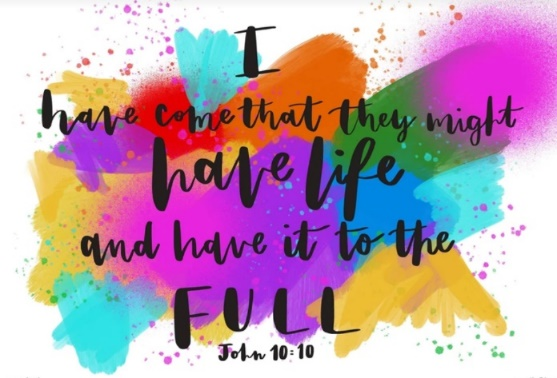 I
have come that they might
have life
and have it to the
FULL
John 10:10